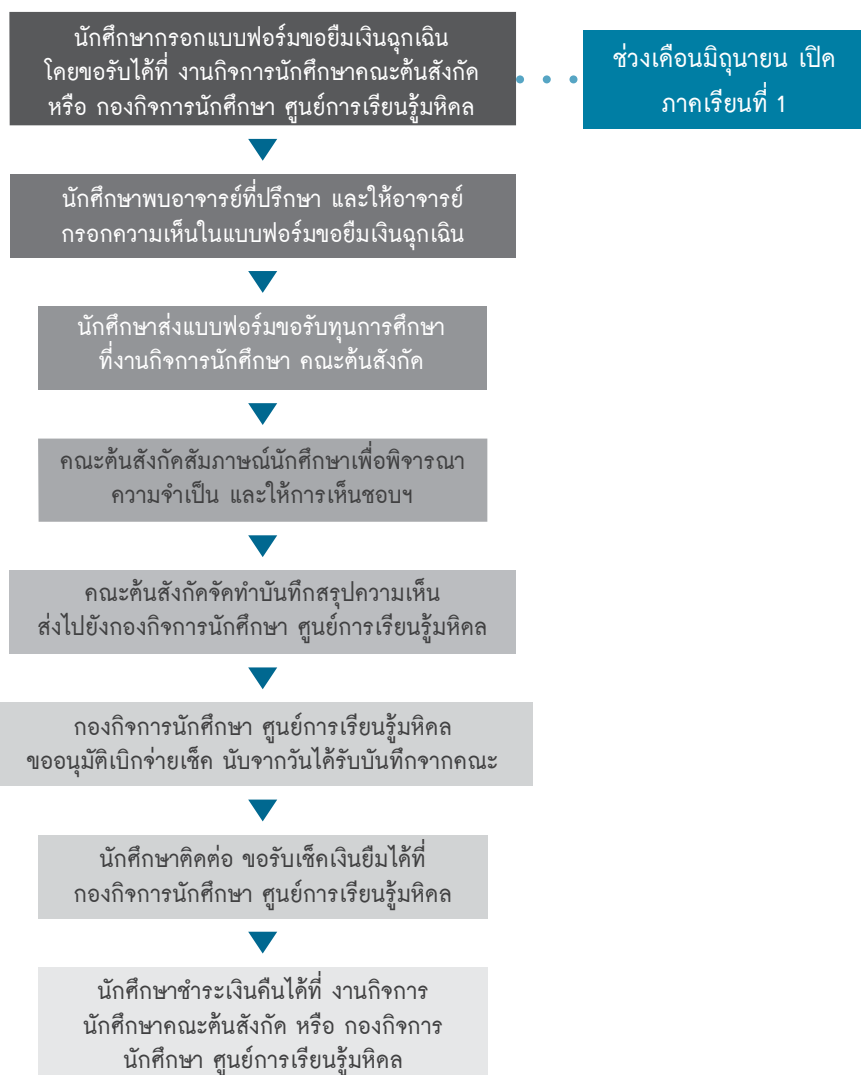 นักศึกษากรอกแบบฟอร์มขอยืมเงินฉุกเฉิน
โดยขอรับได้ที่ งานกิจการนักศึกษาคณะต้นสังกัด
หรือ กองกิจการนักศึกษา ศูนย์การเรียนรู้มหิดล
ช่วงเดือนมิถุนายน เปิด
ภาคเรียนที่ 1
นักศึกษาพบอาจารย์ที่ปรึกษา และให้อาจารย์
กรอกความเห็นในแบบฟอร์มขอยืมเงินฉุกเฉิน
นักศึกษาส่งแบบฟอร์มขอรับทุนการศึกษา
ที่งานกิจการนักศึกษา คณะต้นสังกัด
คณะต้นสังกัดสัมภาษณ์นักศึกษาเพื่อพิจารณา
ความจำเป็น และให้การเห็นชอบฯ
คณะต้นสังกัดจัดทำบันทึกสรุปความเห็น
ส่งไปยังกองกิจการนักศึกษา ศูนย์การเรียนรู้มหิดล
กองกิจการนักศึกษา ศูนย์การเรียนรู้มหิดล
ขออนุมัติเบิกจ่ายเช็ค นับจากวันได้รับบันทึกจากคณะ
นักศึกษาติดต่อ ขอรับเช็คเงินยืมได้ที่
กองกิจการนักศึกษา ศูนย์การเรียนรู้มหิดล
นักศึกษาชำระเงินคืนได้ที่ งานกิจการ
นักศึกษาคณะต้นสังกัด หรือ กองกิจการ
นักศึกษา ศูนย์การเรียนรู้มหิดล